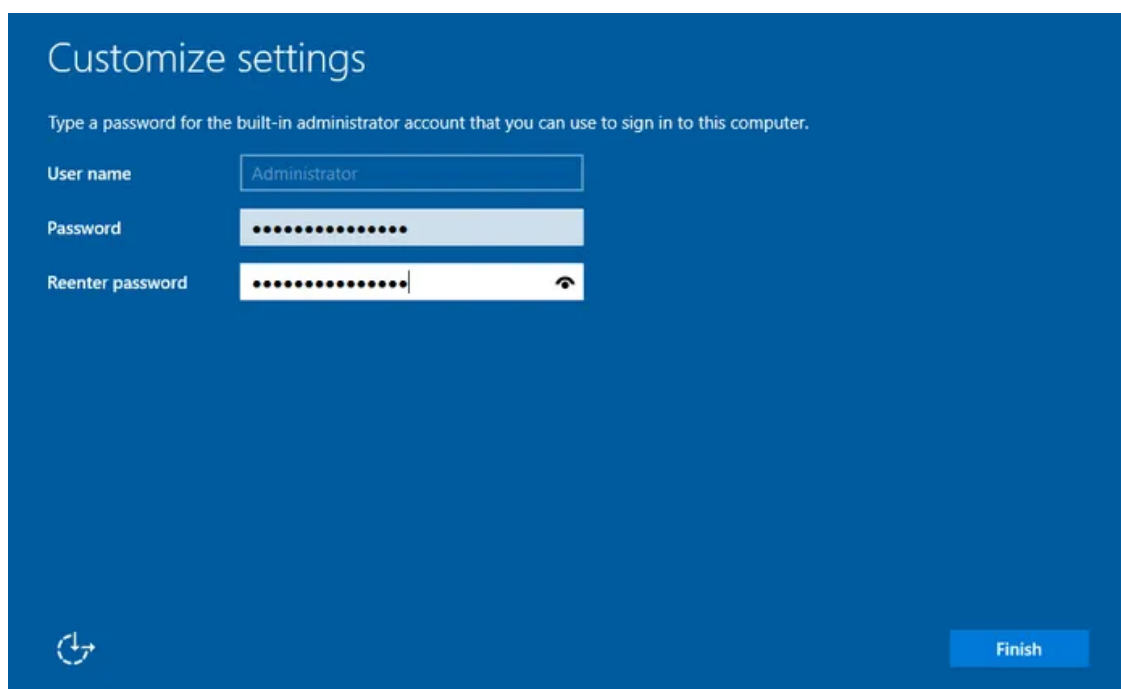 Customize settings
Type a password for the built-in administrator account that you can use to sign in to this computer.
User name Administrator
Password •••••••••••••••
Reenter password •••••••••••••••
Finish